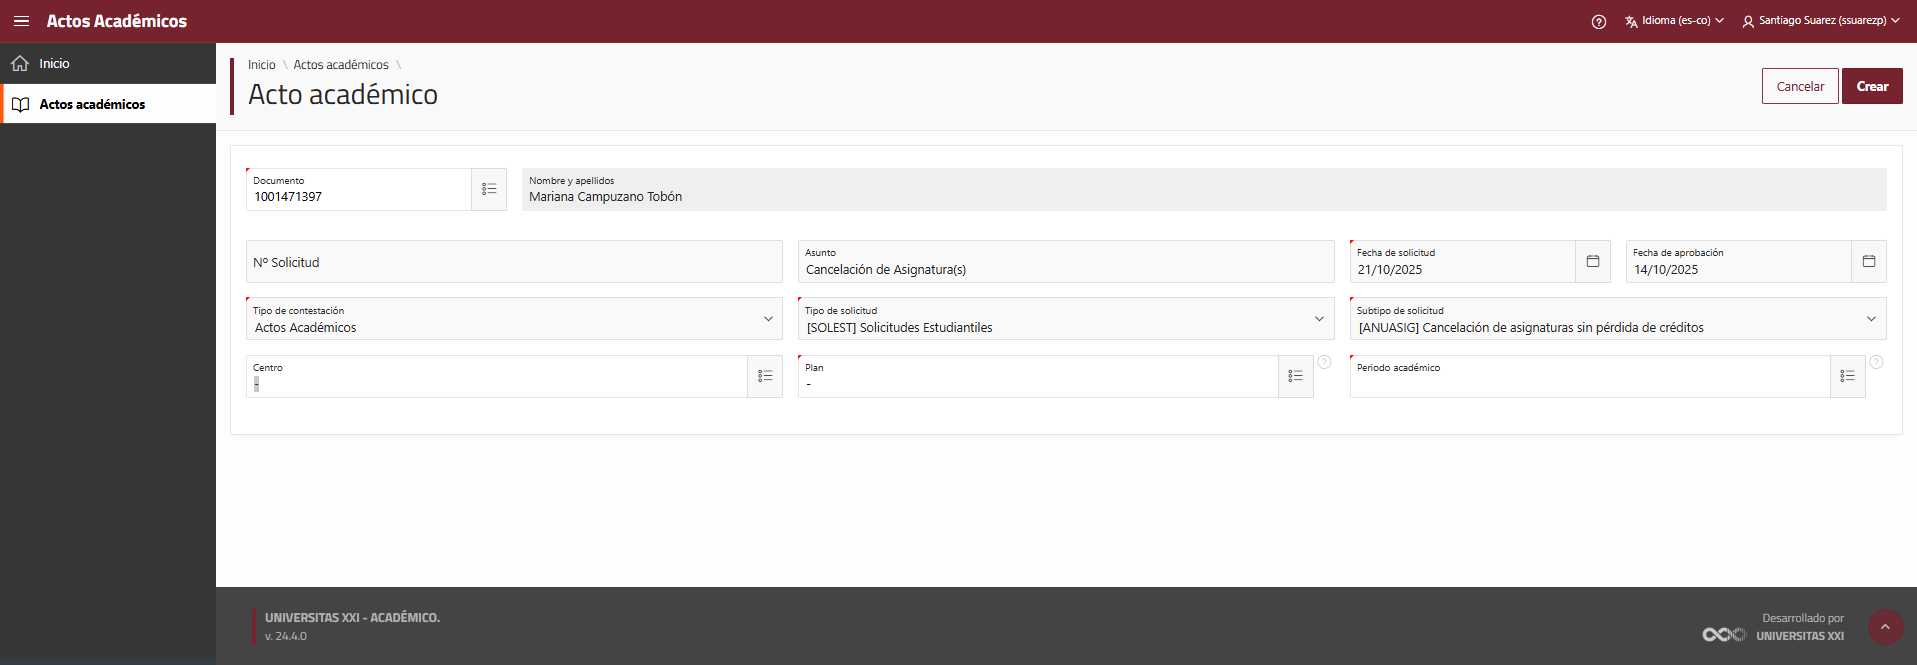 Actos Académicos
Idioma (es-co)
Santiago Suarez (ssuarezp)
Inicio
Actos académicos
Inicio \ Actos académicos \
Acto académico
Cancelar
Crear
Documento
1001471397
Nombre y apellidos
Mariana Campuzano Tobón
Nº Solicitud
Asunto
Cancelación de Asignatura(s)
Fecha de solicitud
21/10/2025
Fecha de aprobación
14/10/2025
Tipo de contestación
Actos Académicos
Tipo de solicitud
[SOLEST] Solicitudes Estudiantiles
Subtipo de solicitud
[ANUASIG] Cancelación de asignaturas sin pérdida de créditos
Centro
-
Plan
-
Periodo académico
UNIVERSITAS XXI - ACADÉMICO.
v. 24.4.0
Desarrollado por
UNIVERSITAS XXI